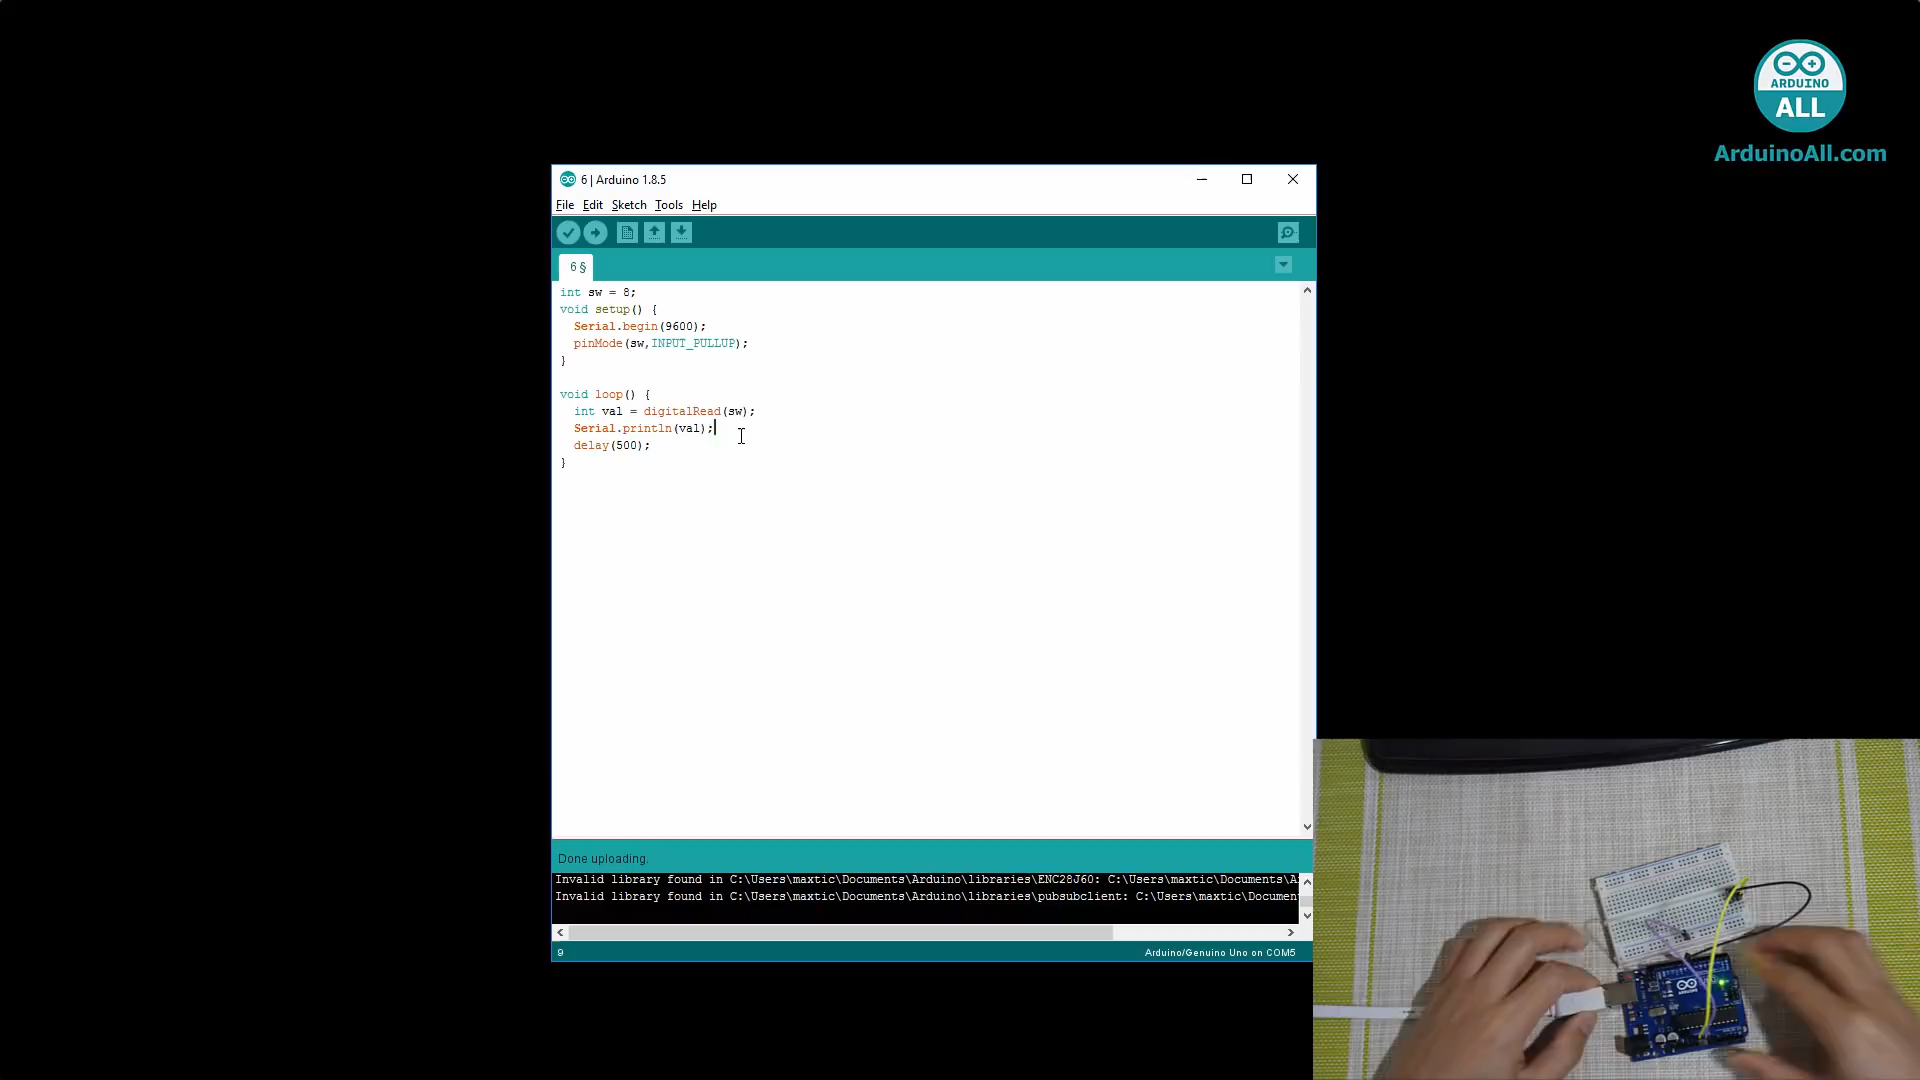 ARDUINO
ALL
ArduinoAll.com
6 | Arduino 1.8.5
File Edit Sketch Tools Help
6 §
int sw = 8;
void setup() {
Serial.begin(9600);
pinMode(sw,INPUT_PULLUP);
}
void loop() {
int val = digitalRead(sw);
Serial.println(val);
delay(500);
}
Done uploading.
Invalid library found in C:\Users\maxtic\Documents\Arduino\libraries\ENC28J60: C:\Users\maxtic\Documents\A
Invalid library found in C:\Users\maxtic\Documents\Arduino\libraries\pubsubclient: C:\Users\maxtic\Documen
9
Arduino/Genuino Uno on COM5